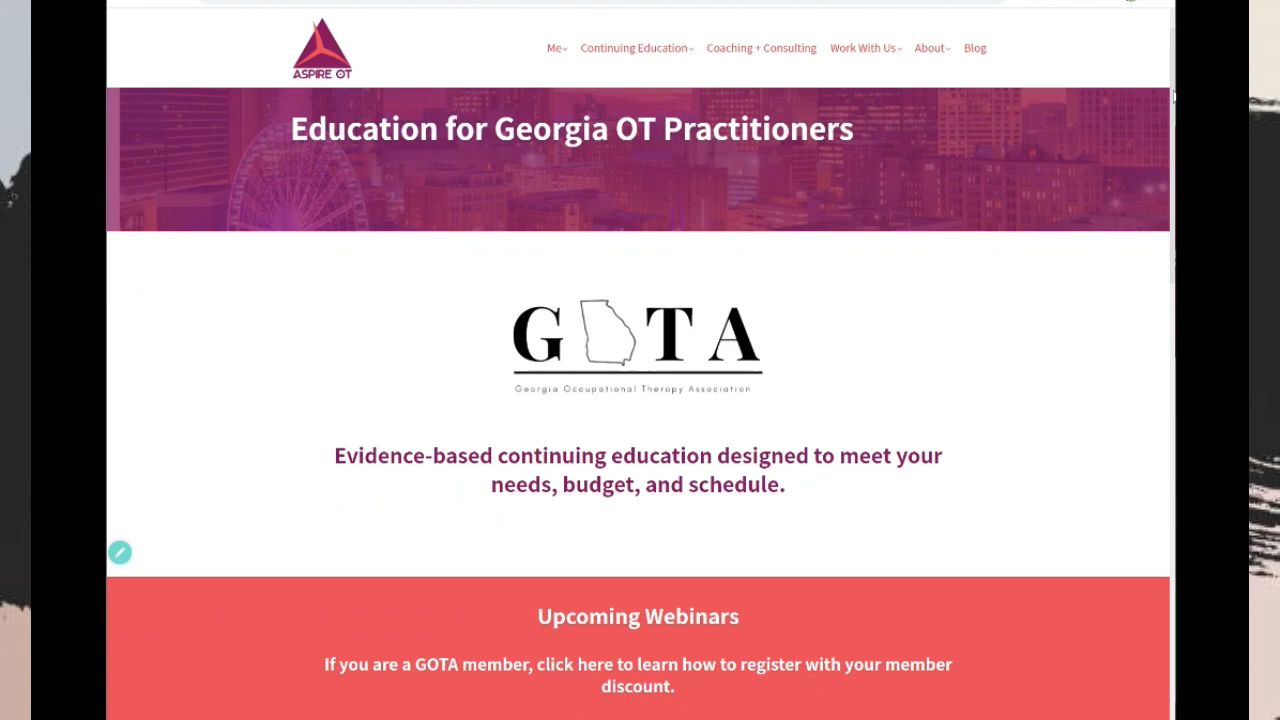 ASPIRE OT
Me Continuing Education Coaching + Consulting Work With Us About Blog
Education for Georgia OT Practitioners
G TA
Georgia Occupational Therapy Association
Evidence-based continuing education designed to meet your
needs, budget, and schedule.
Upcoming Webinars
If you are a GOTA member, click here to learn how to register with your member
discount.